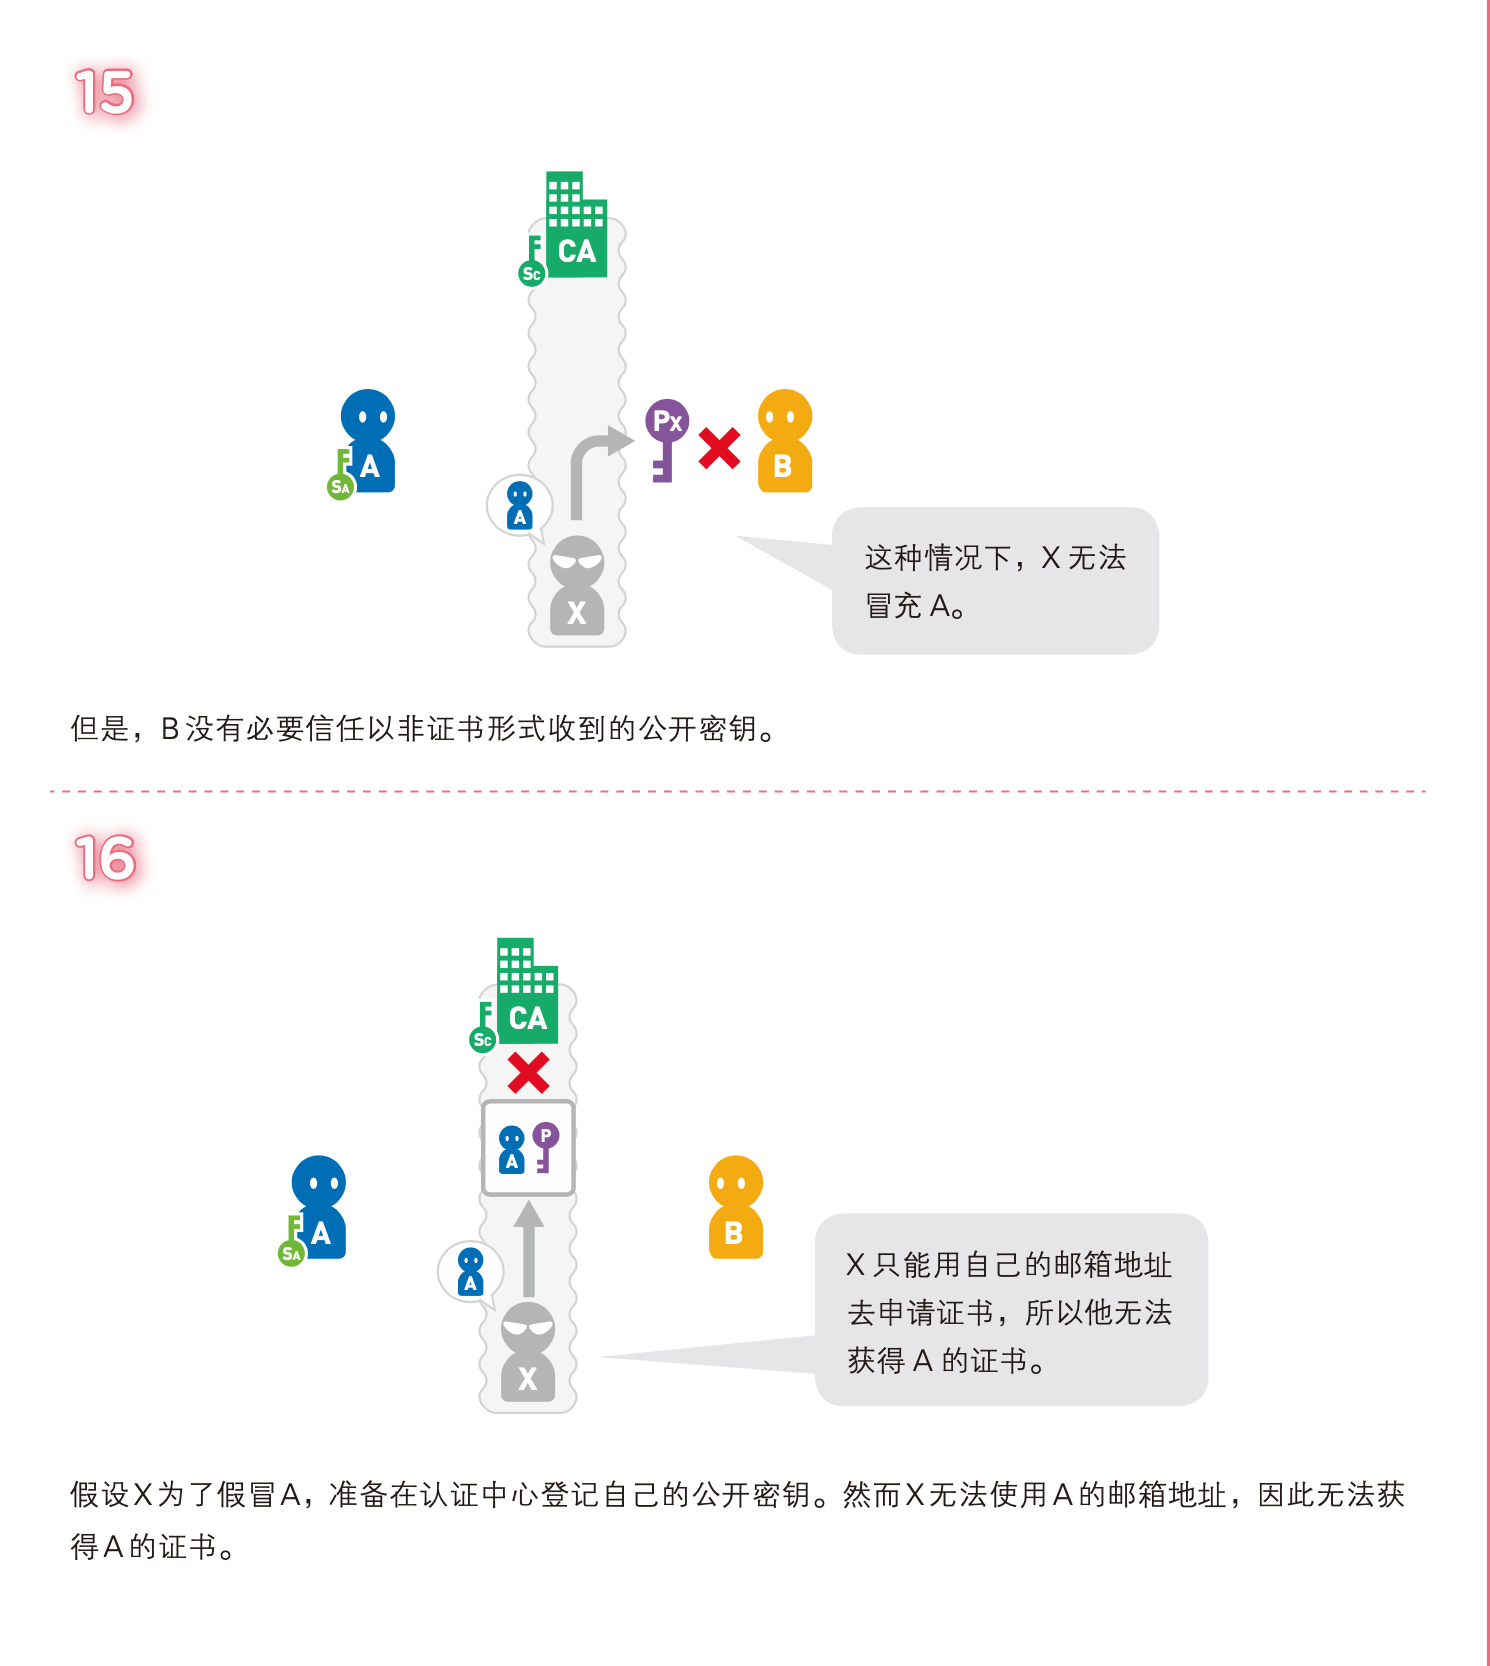 15
CA
Sc
Px
A
B
SA
A
X
这种情况下，X 无法
冒充 A。
但是，B 没有必要信任以非证书形式收到的公开密钥。
16
CA
Sc
A
P
A
B
SA
A
X
X 只能用自己的邮箱地址
去申请证书，所以他无法
获得 A 的证书。
假设X为了假冒A，准备在认证中心登记自己的公开密钥。然而X无法使用A的邮箱地址，因此无法获
得A的证书。